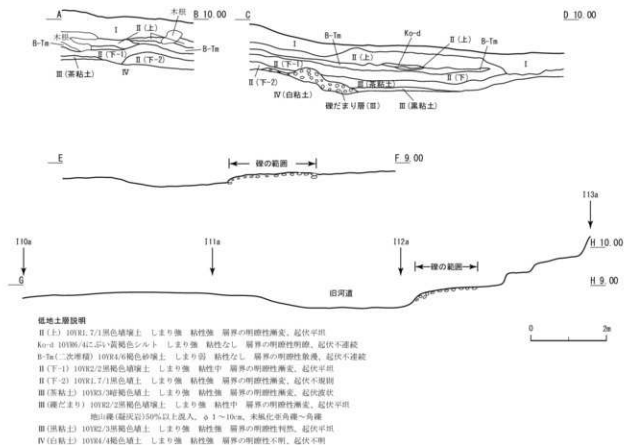 A B 10.00
C D 10.00
木根
木根
I
II(上)
B-Tm
B-Tm
II(下-1)
II(下-2)
III(茶粘土)
IV
I
B-Tm
II(上)
Ko-d
II(上)
B-Tm
I
II(下-1)
II(下)
II(下-2)
III(茶粘土)
IV(白粘土)
III(黒粘土)
礫だまり層(III)
E F 9.00
礫の範囲
I10a I11a I12a I13a
G H 10.00
礫の範囲
H 9.00
旧河道
0 2m
低地土層説明
II(上) 10YR1.7/1黒色埴壌土 しまり強 粘性強 層界の明瞭性漸変、起伏平坦
Ko-d 10YR6/4にぶい黄褐色シルト しまり強 粘性なし 層界の明瞭性明瞭、起伏不連続
B-Tm(二次堆積) 10YR4/6褐色砂壌土 しまり弱 粘性なし 層界の明瞭性散漫、起伏不連続
II(下-1) 10YR2/2黒褐色埴壌土 しまり強 粘性中 層界の明瞭性漸変、起伏平坦
II(下-2) 10YR1.7/1黒色埴土 しまり強 粘性強 層界の明瞭性漸変、起伏不規則
III(茶粘土) 10YR3/3暗褐色埴土 しまり強 粘性強 層界の明瞭性漸変、起伏波状
III(礫だまり) 10YR2/2黒褐色埴壌土 しまり強 粘性中 層界の明瞭性漸変、起伏平坦
地山礫(凝灰岩)50%以上混入、φ1～10cm、未風化亜角礫～角礫
III(黒粘土) 10YR2/3黒褐色埴土 しまり強 粘性強 層界の明瞭性判然、起伏平坦
IV(白粘土) 10YR4/4褐色埴土 しまり強 粘性強 層界の明瞭性不明、起伏不明